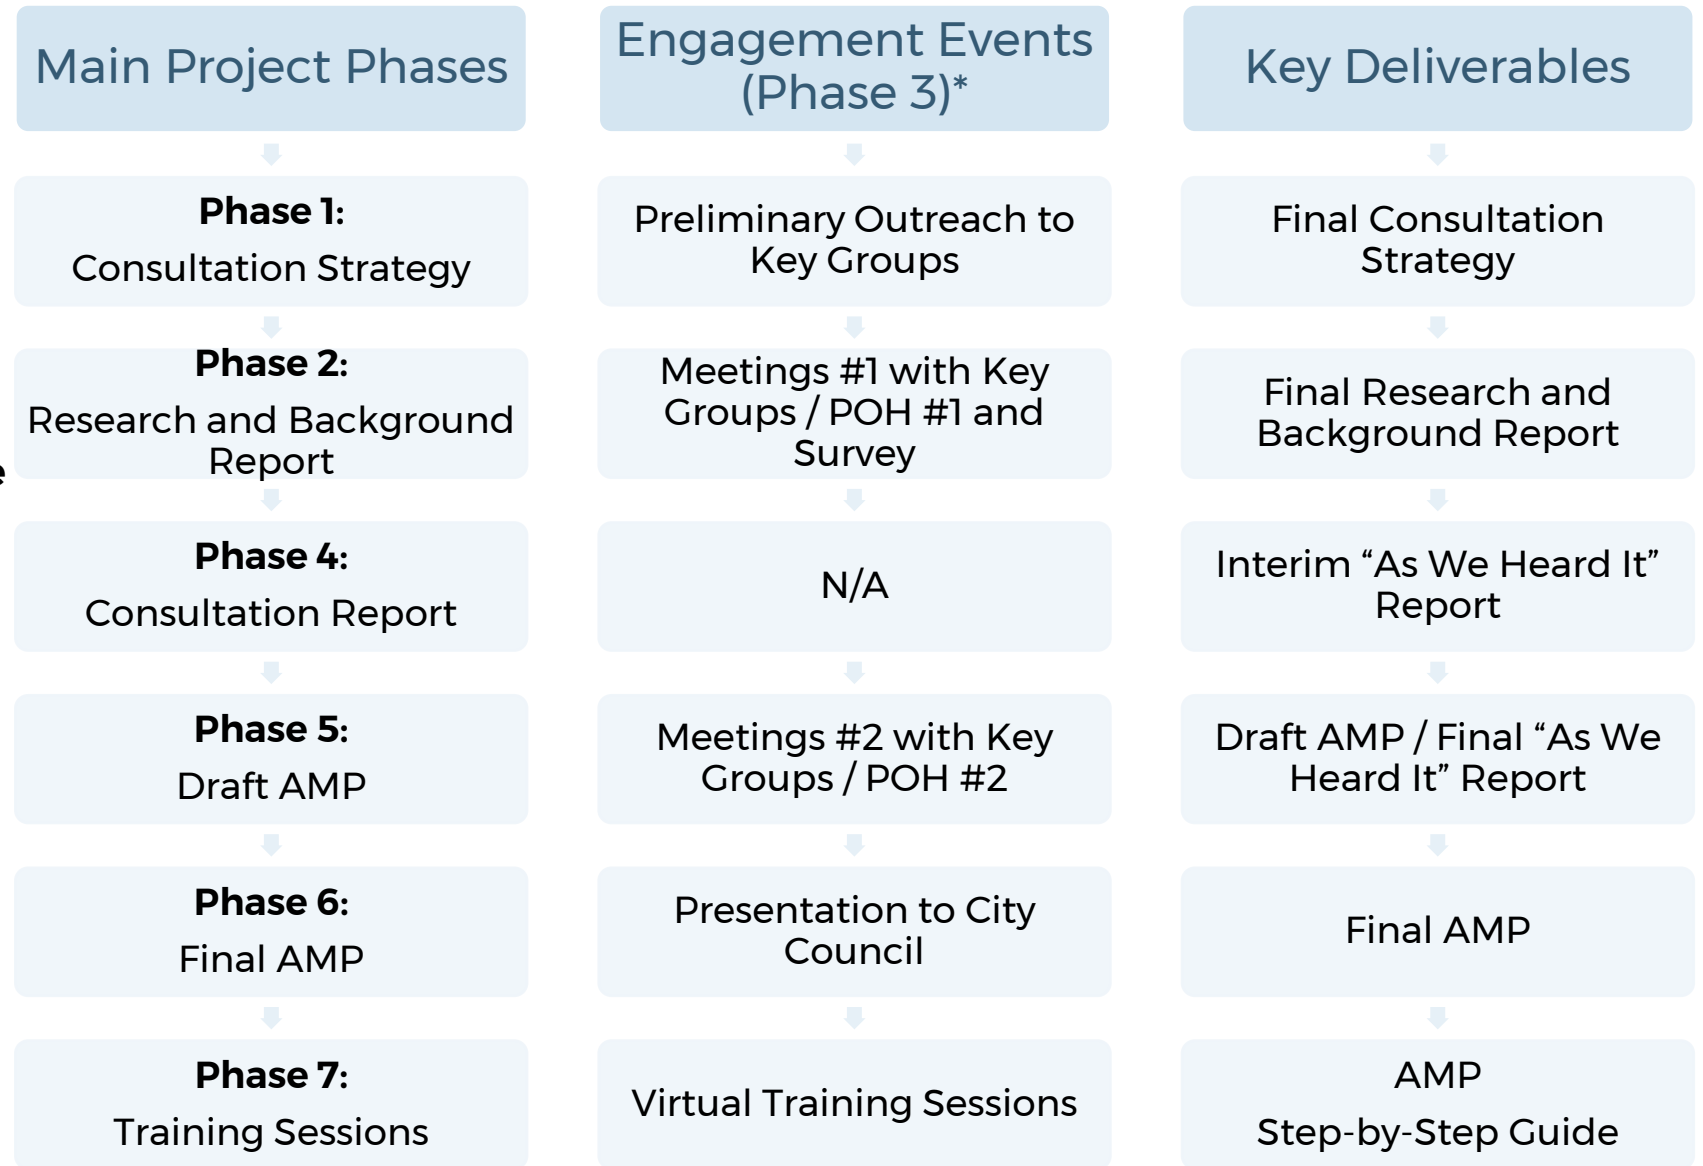 Main Project Phases
Phase 1:
Consultation Strategy
Phase 2:
Research and Background
Report
Phase 4:
Consultation Report
Phase 5:
Draft AMP
Phase 6:
Final AMP
Phase 7:
Training Sessions
Engagement Events
(Phase 3)*
Preliminary Outreach to
Key Groups
Meetings #1 with Key
Groups / POH #1 and
Survey
N/A
Meetings #2 with Key
Groups / POH #2
Presentation to City
Council
Virtual Training Sessions
Key Deliverables
Final Consultation
Strategy
Final Research and
Background Report
Interim “As We Heard It”
Report
Draft AMP / Final “As We
Heard It” Report
Final AMP
AMP
Step-by-Step Guide